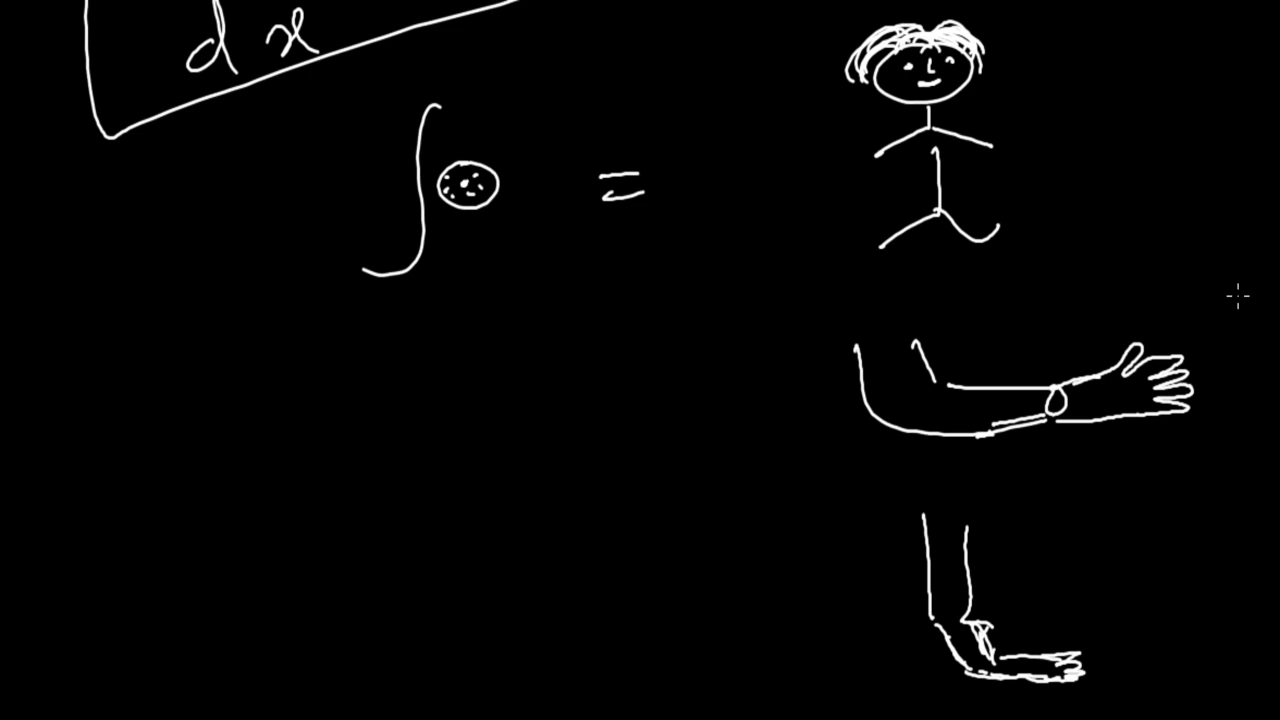 dx
∫ =